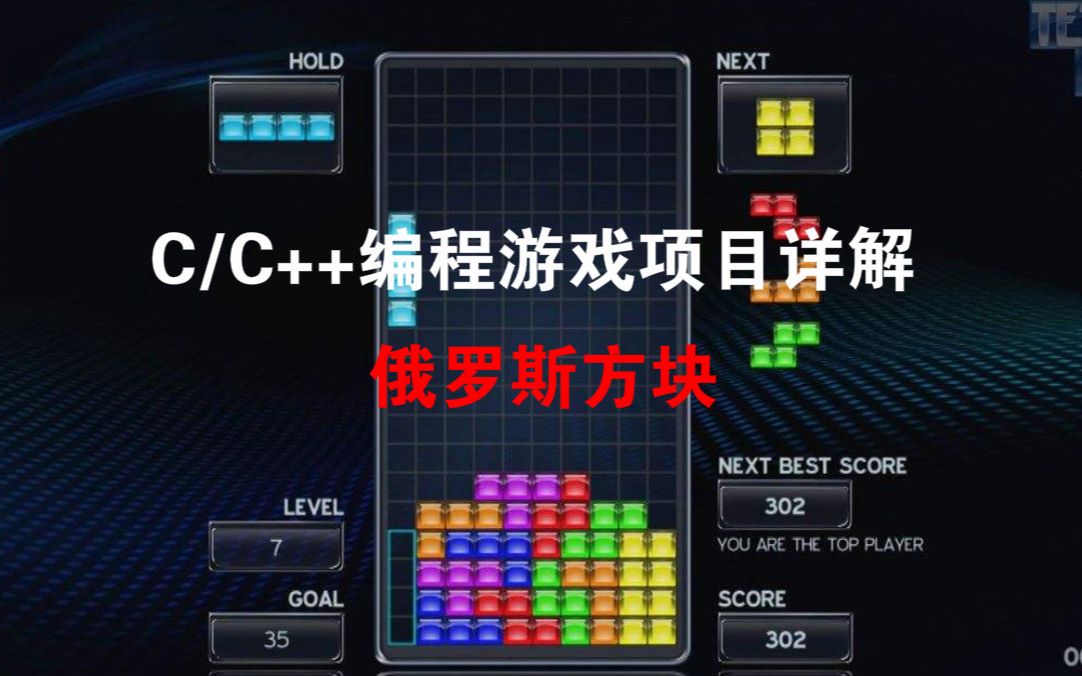 TE
HOLD
NEXT
C/C++编程游戏项目详解
俄罗斯方块
NEXT BEST SCORE
302
YOU ARE THE TOP PLAYER
LEVEL
7
GOAL
35
SCORE
302